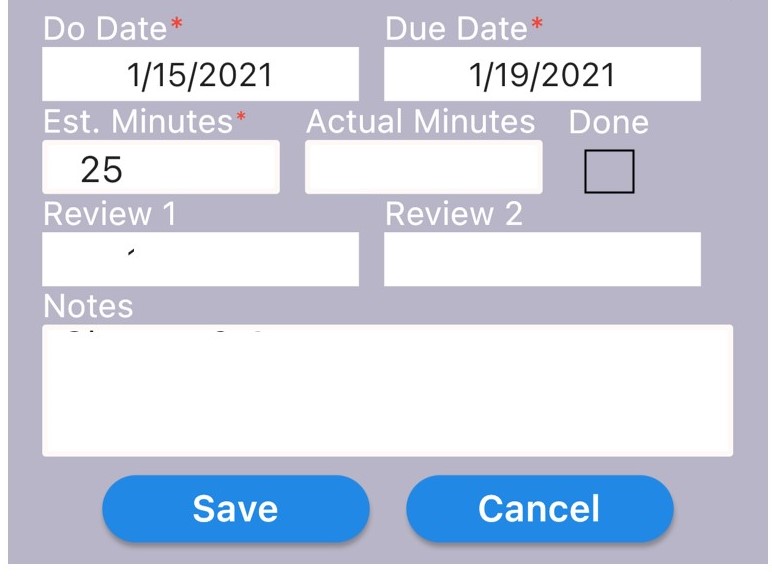 Do Date* Due Date*
1/15/2021 1/19/2021
Est. Minutes* Actual Minutes Done
25
Review 1 Review 2
Notes
Save Cancel